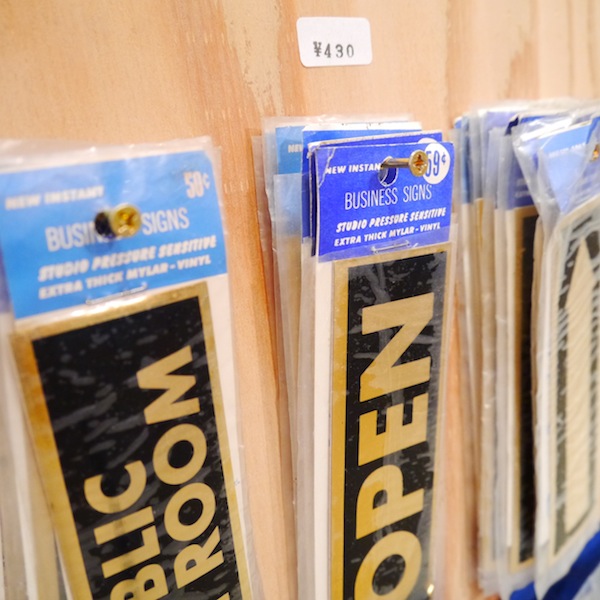 ¥430
NEW INSTANT 50¢
BUSINESS SIGNS
STUDIO PRESSURE SENSITIVE
EXTRA THICK MYLAR - VINYL
BLIC
ROOM
NEW INSTANT 59¢
BUSINESS SIGNS
STUDIO PRESSURE SENSITIVE
EXTRA THICK MYLAR - VINYL
OPEN